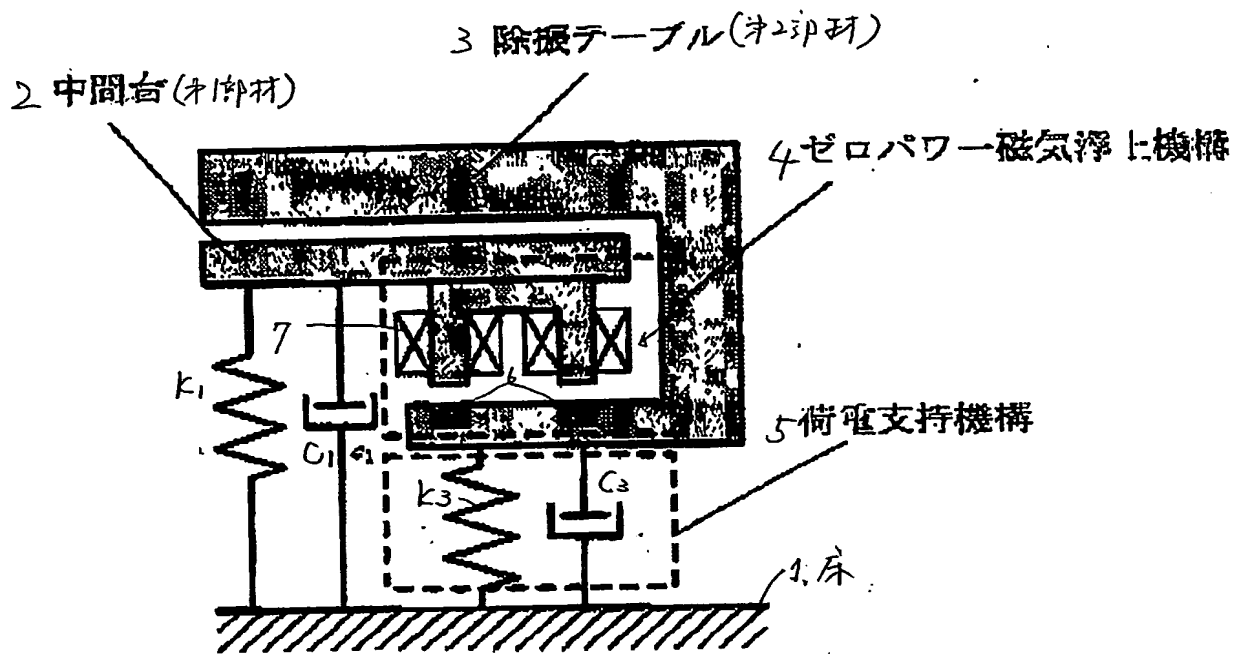 3 除振テーブル(第2部材)
2 中間台(第1部材)
4 ゼロパワー磁気浮上機構
7
K1
6
5 荷重支持機構
C1 c1
K3
C3
1.床